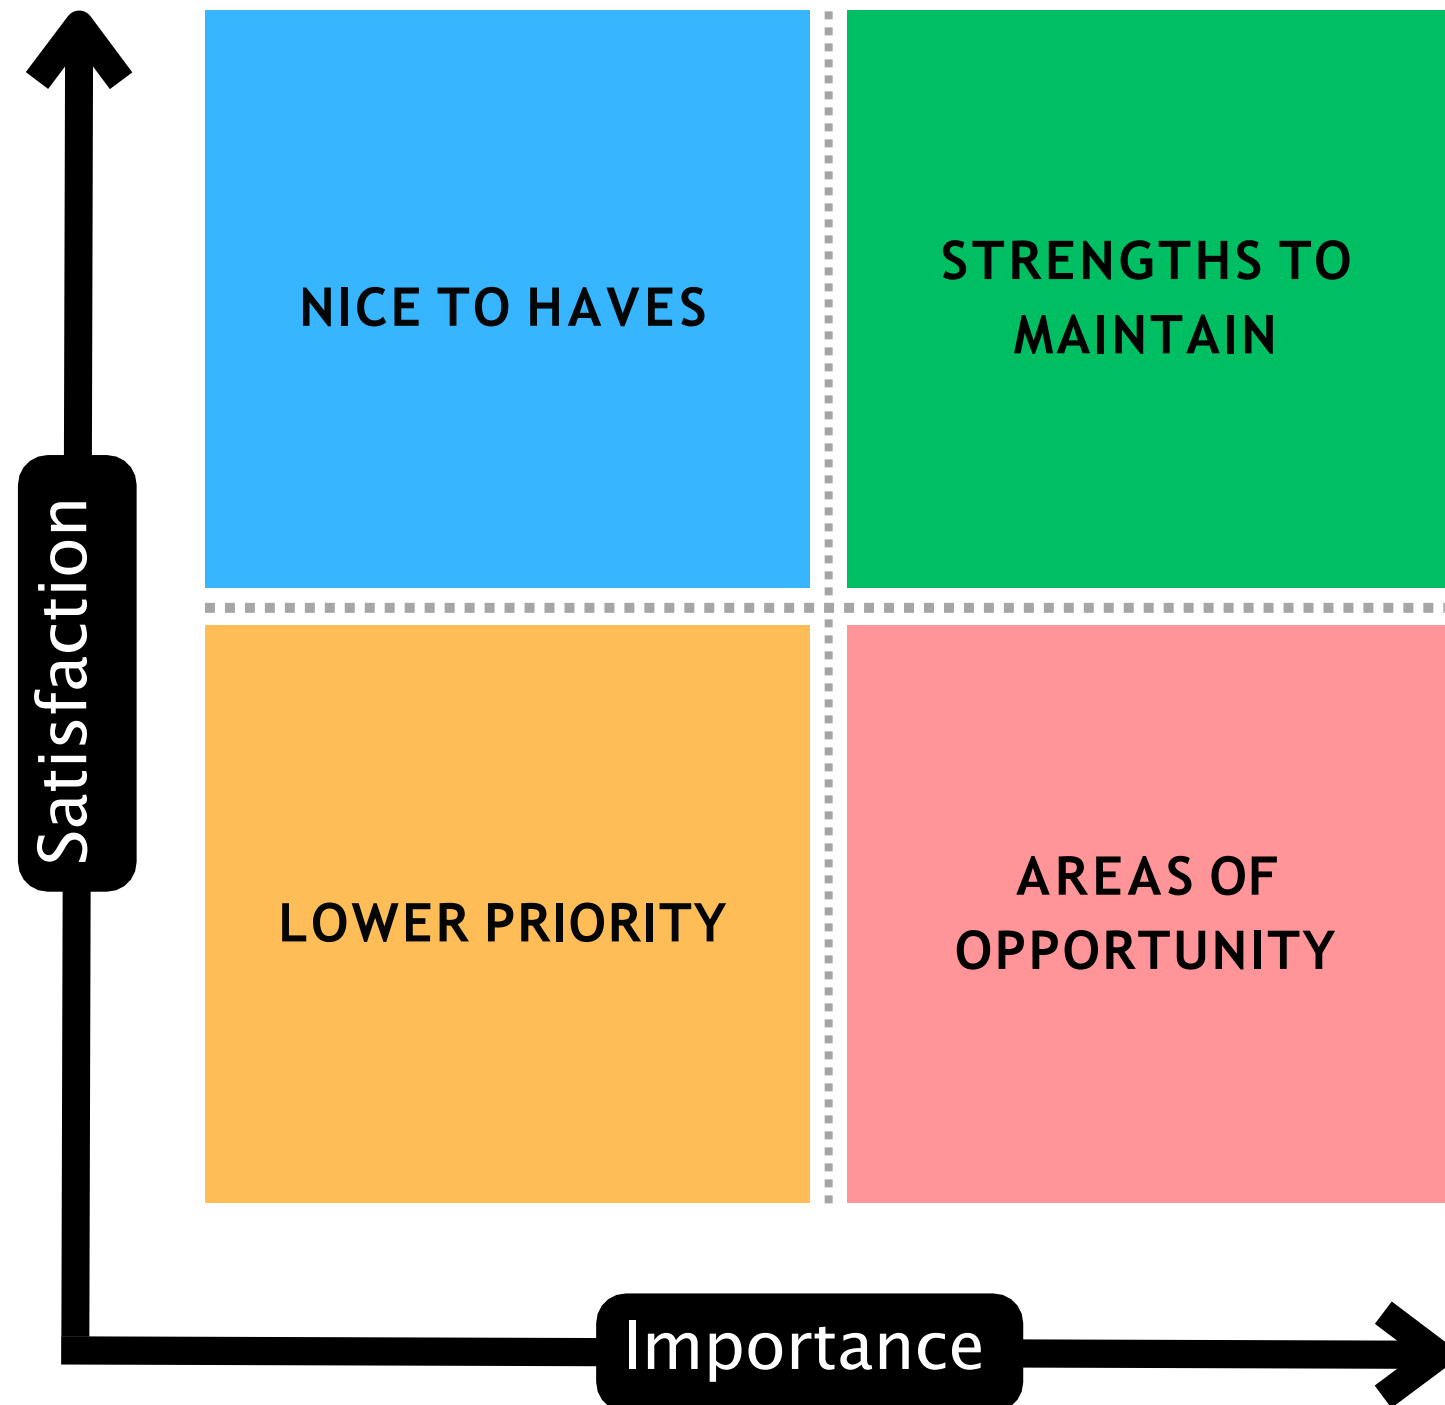 NICE TO HAVES
STRENGTHS TO
MAINTAIN
Satisfaction
LOWER PRIORITY
AREAS OF
OPPORTUNITY
Importance